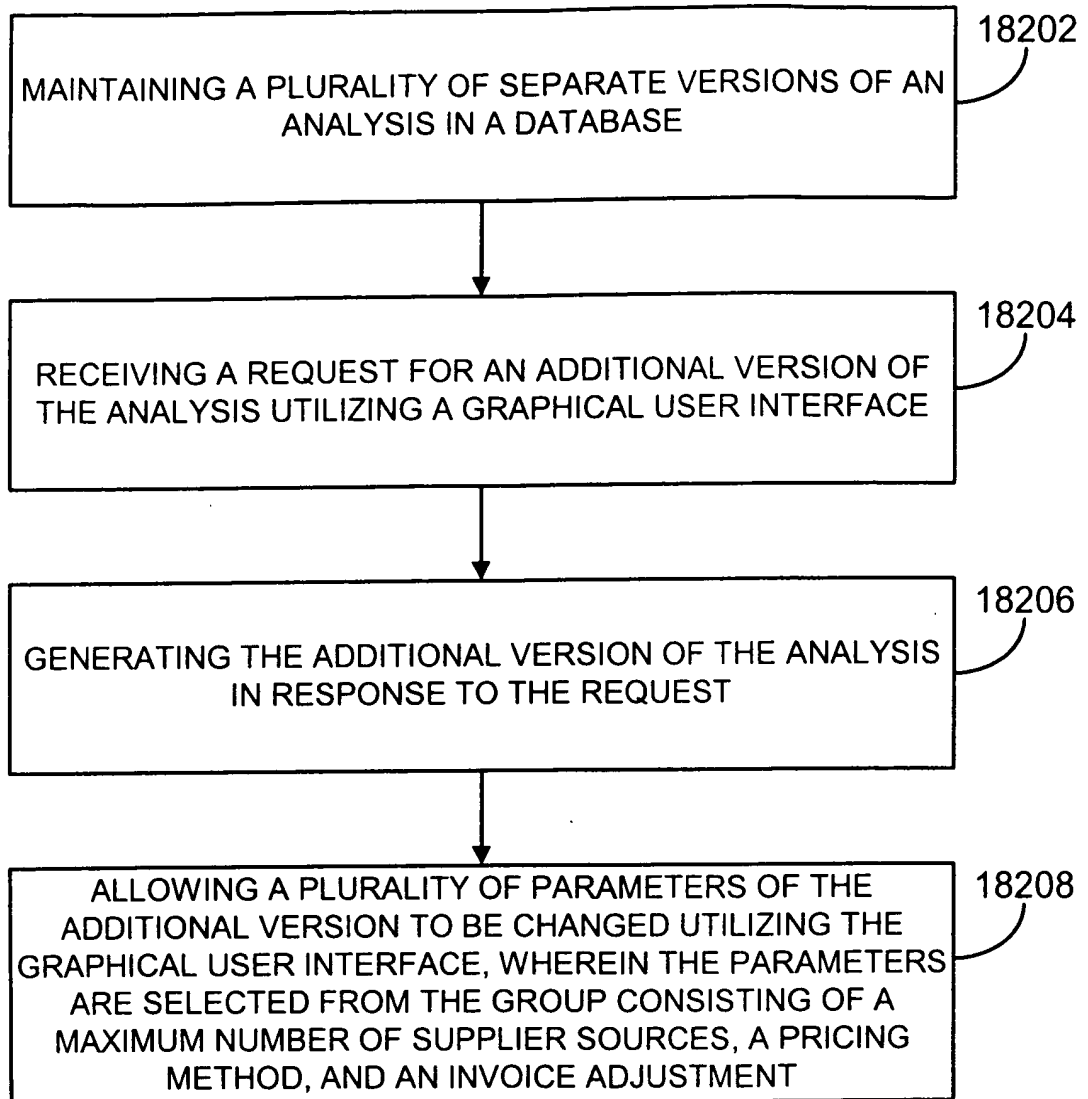 18202
MAINTAINING A PLURALITY OF SEPARATE VERSIONS OF AN
ANALYSIS IN A DATABASE
18204
RECEIVING A REQUEST FOR AN ADDITIONAL VERSION OF
THE ANALYSIS UTILIZING A GRAPHICAL USER INTERFACE
18206
GENERATING THE ADDITIONAL VERSION OF THE ANALYSIS
IN RESPONSE TO THE REQUEST
18208
ALLOWING A PLURALITY OF PARAMETERS OF THE
ADDITIONAL VERSION TO BE CHANGED UTILIZING THE
GRAPHICAL USER INTERFACE, WHEREIN THE PARAMETERS
ARE SELECTED FROM THE GROUP CONSISTING OF A
MAXIMUM NUMBER OF SUPPLIER SOURCES, A PRICING
METHOD, AND AN INVOICE ADJUSTMENT